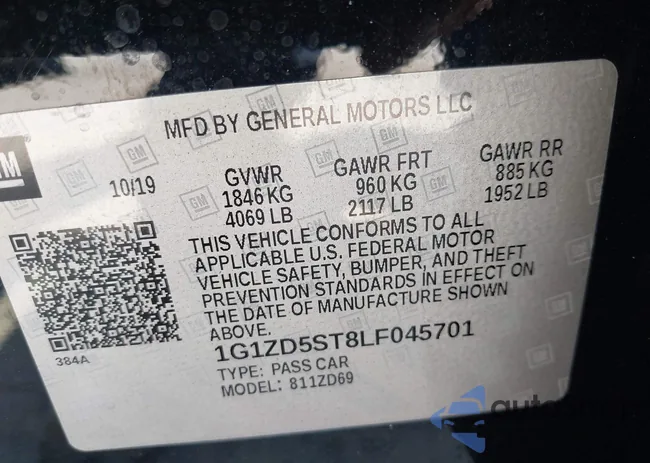 MFD BY GENERAL MOTORS LLC
GM
10/19
GVWR
1846 KG
4069 LB
GAWR FRT
960 KG
2117 LB
GAWR RR
885 KG
1952 LB
THIS VEHICLE CONFORMS TO ALL
APPLICABLE U.S. FEDERAL MOTOR
VEHICLE SAFETY, BUMPER, AND THEFT
PREVENTION STANDARDS IN EFFECT ON
THE DATE OF MANUFACTURE SHOWN
ABOVE.
384A
1G1ZD5ST8LF045701
TYPE: PASS CAR
MODEL: 811ZD69